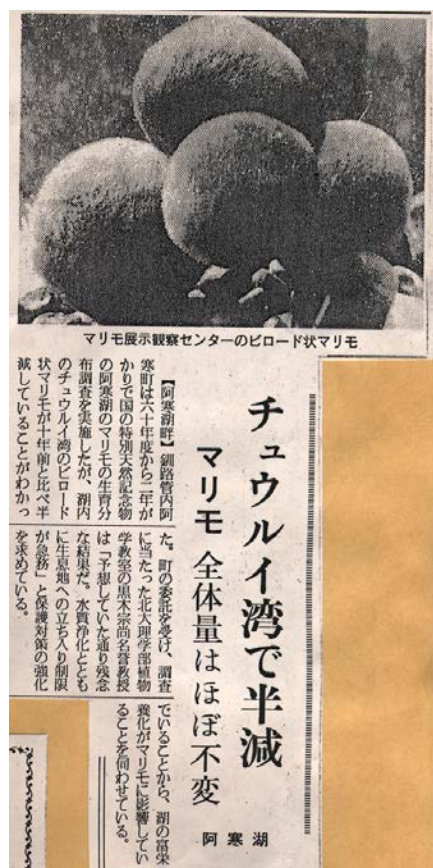 マリモ展示観察センターのビロード状マリモ
チュウルイ湾で半減
マリモ 全体量はほぼ不変
阿寒湖
【阿寒湖畔】釧路管内阿
寒町は六十年度から二年が
かりで国の特別天然記念物
の阿寒湖のマリモの生育分
布調査を実施したが、湖内
のチュウルイ湾のビロード
状マリモが十年前と比べ半
減していることがわかっ
た。町の委託を受け、調査
に当たった北大理学部植物
学教室の黒木宗尚名誉教授
は「予想していた通り残念
な結果だ。水質浄化ととも
に生息地への立ち入り制限
が急務」と保護対策の強化
を求めている。
でいることから、湖の富栄
養化がマリモに影響してい
ることを伺わせている。